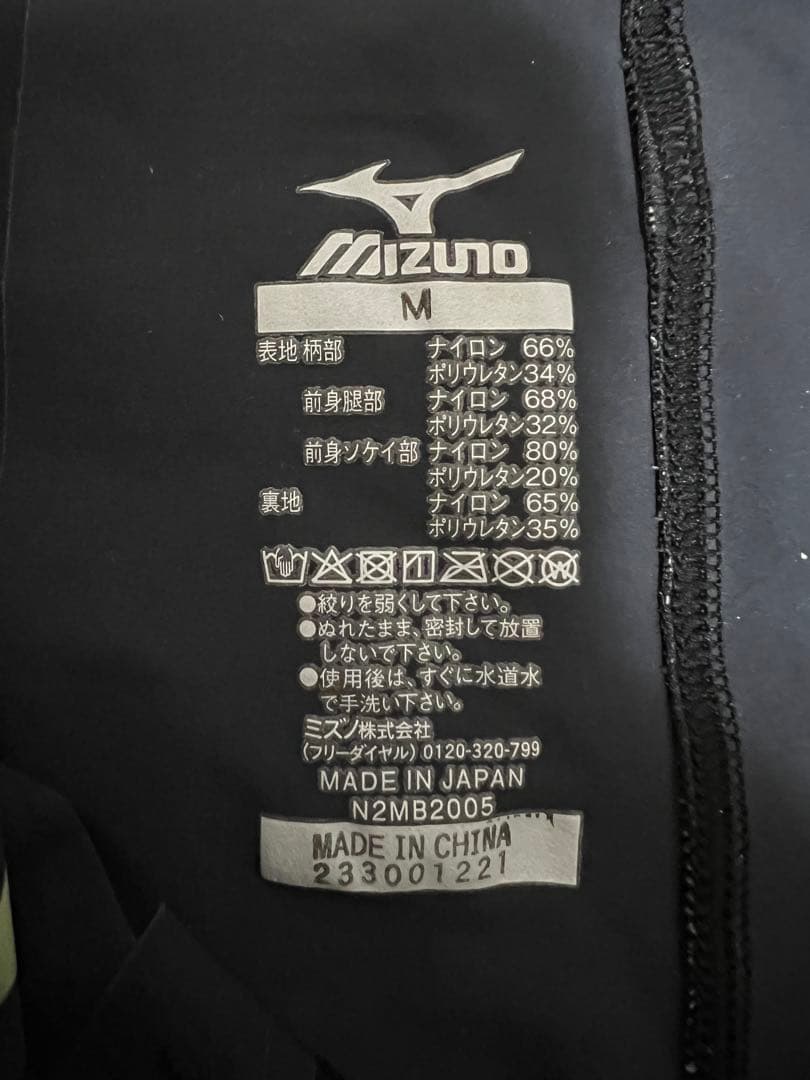 MIZUNO
M
表地 柄部 ナイロン 66%
ポリウレタン34%
前身腿部 ナイロン 68%
ポリウレタン32%
前身ソケイ部 ナイロン 80%
ポリウレタン20%
裏地 ナイロン 65%
ポリウレタン35%
●絞りを弱くして下さい。
●ぬれたまま、密封して放置
しないで下さい。
●使用後は、すぐに水道水
で手洗い下さい。
ミズノ株式会社
(フリーダイヤル) 0120-320-799
MADE IN JAPAN
N2MB2005
MADE IN CHINA
233001221